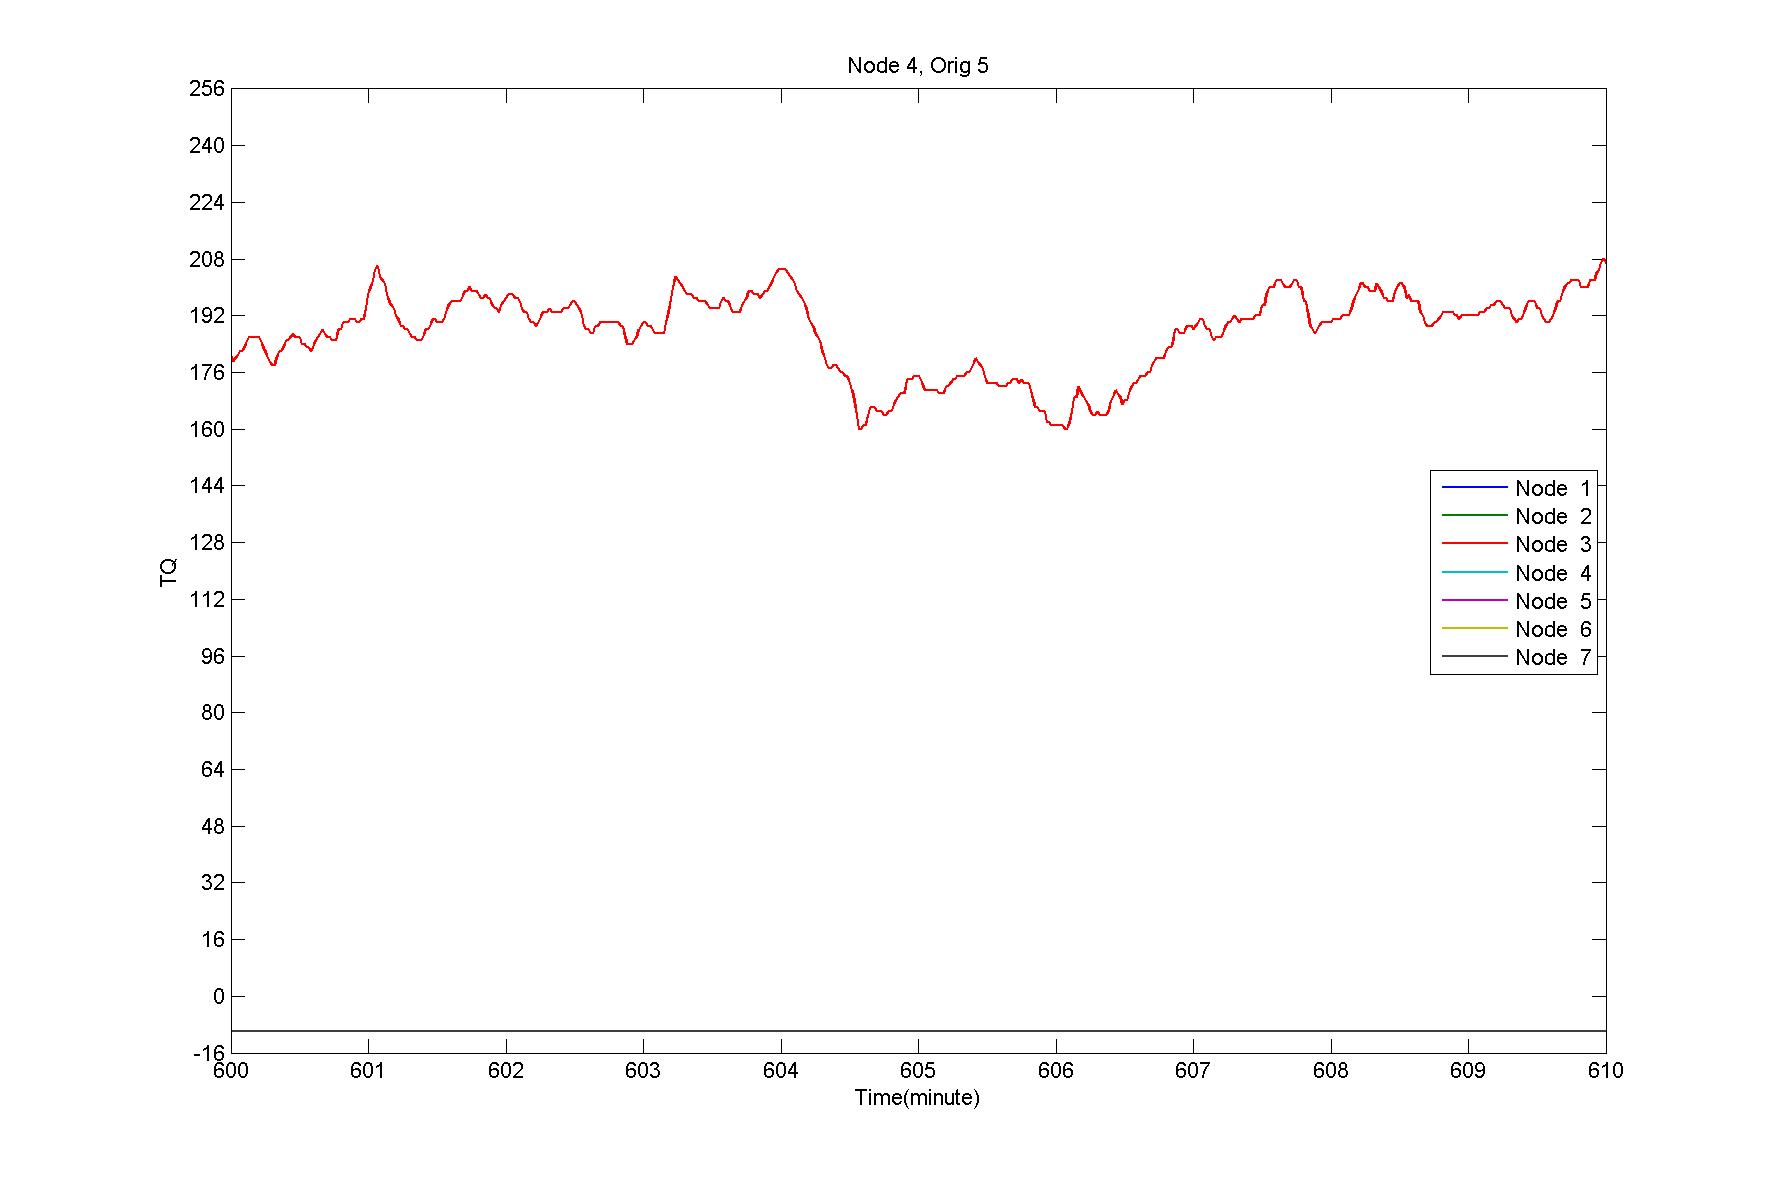 Node 4, Orig 5
256
240
224
208
192
176
160
144
128
112
96
80
64
48
32
16
0
-16
TQ
Node 1
Node 2
Node 3
Node 4
Node 5
Node 6
Node 7
600 601 602 603 604 605 606 607 608 609 610
Time(minute)